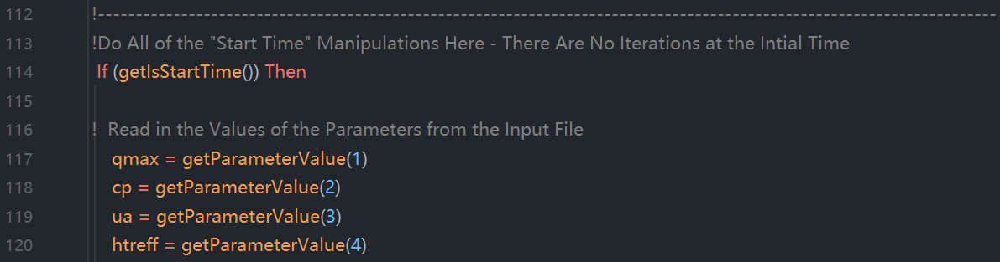 112 !-----------------------------------------------------------------------------------------------------------------------
113 !Do All of the "Start Time" Manipulations Here - There Are No Iterations at the Intial Time
114 If (getIsStartTime()) Then
115
116 !  Read in the Values of the Parameters from the Input File
117 qmax = getParameterValue(1)
118 cp = getParameterValue(2)
119 ua = getParameterValue(3)
120 htreff = getParameterValue(4)